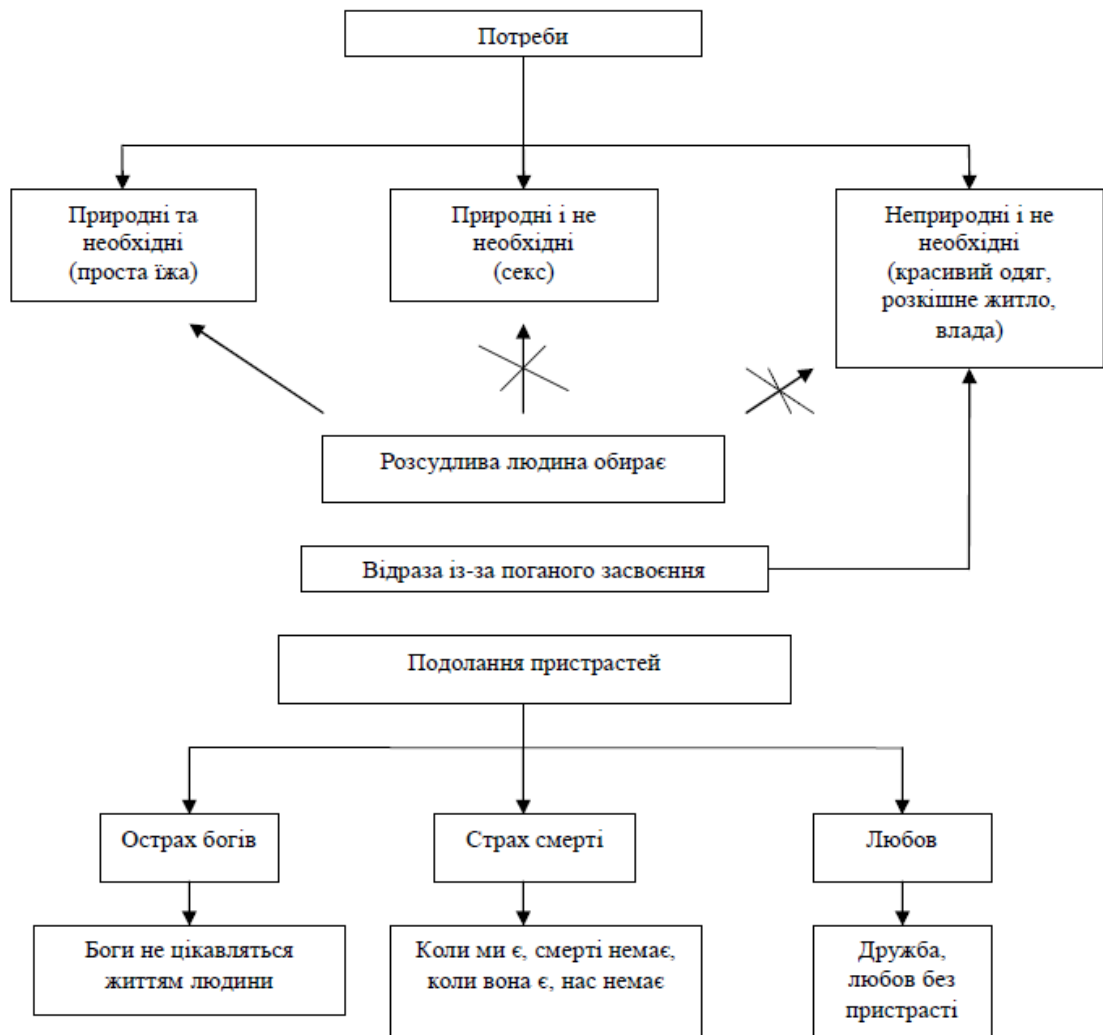 Потреби
Природні та
необхідні
(проста їжа)
Природні і не
необхідні
(секс)
Неприродні і не
необхідні
(красивий одяг,
розкішне житло,
влада)
Розсудлива людина обирає
Відраза із-за поганого засвоєння
Подолання пристрастей
Острах богів
Страх смерті
Любов
Боги не цікавляться
життям людини
Коли ми є, смерті немає,
коли вона є, нас немає
Дружба,
любов без
пристрасті